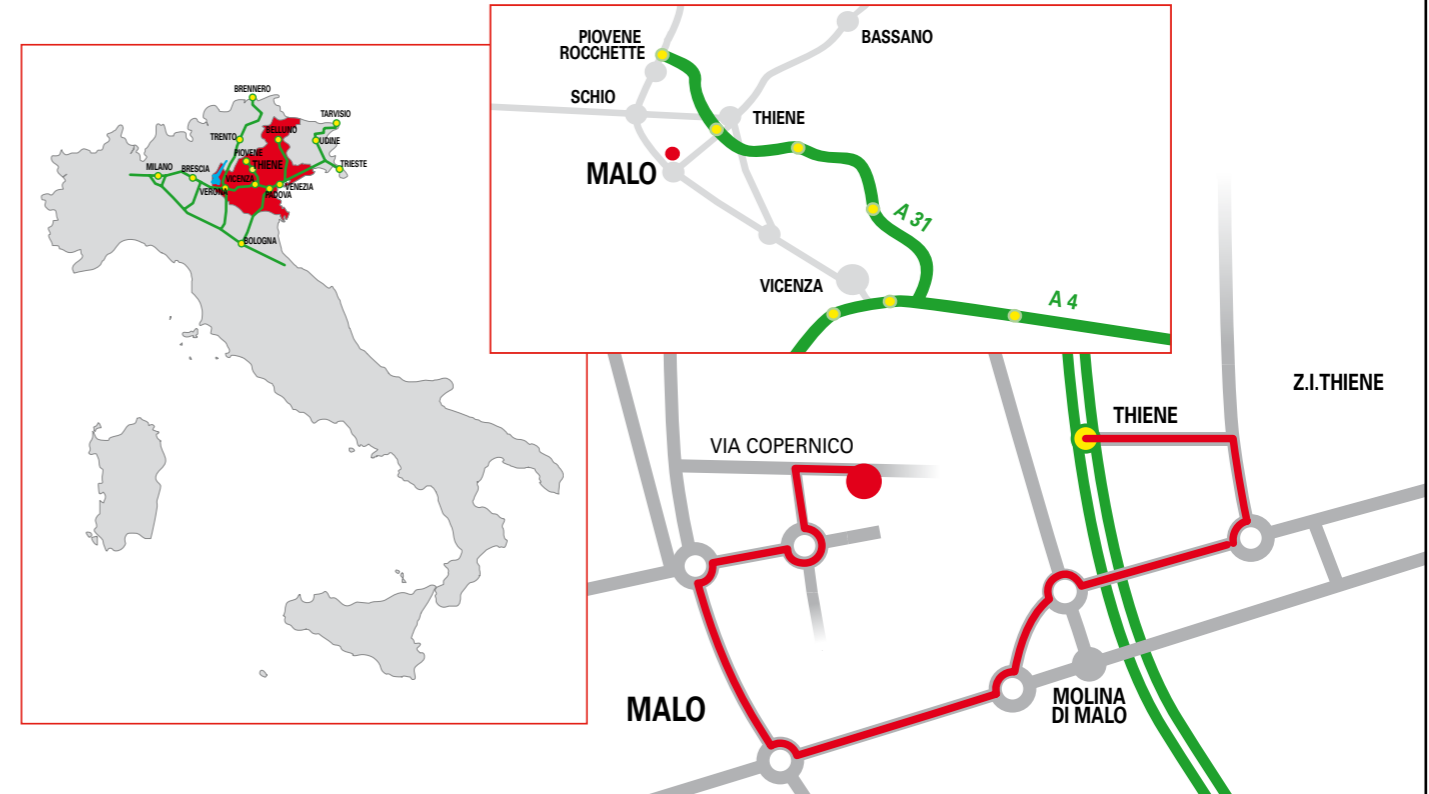 BRENNERO
TARVISIO
TRENTO
BELLUNO
UDINE
PIOVENE
THIENE
MILANO
BRESCIA
TRIESTE
VICENZA
VERONA
VENEZIA
PADOVA
BOLOGNA
PIOVENE
ROCCHETTE
BASSANO
SCHIO
THIENE
MALO
A 31
VICENZA
A 4
Z.I.THIENE
THIENE
VIA COPERNICO
MALO
MOLINA
DI MALO